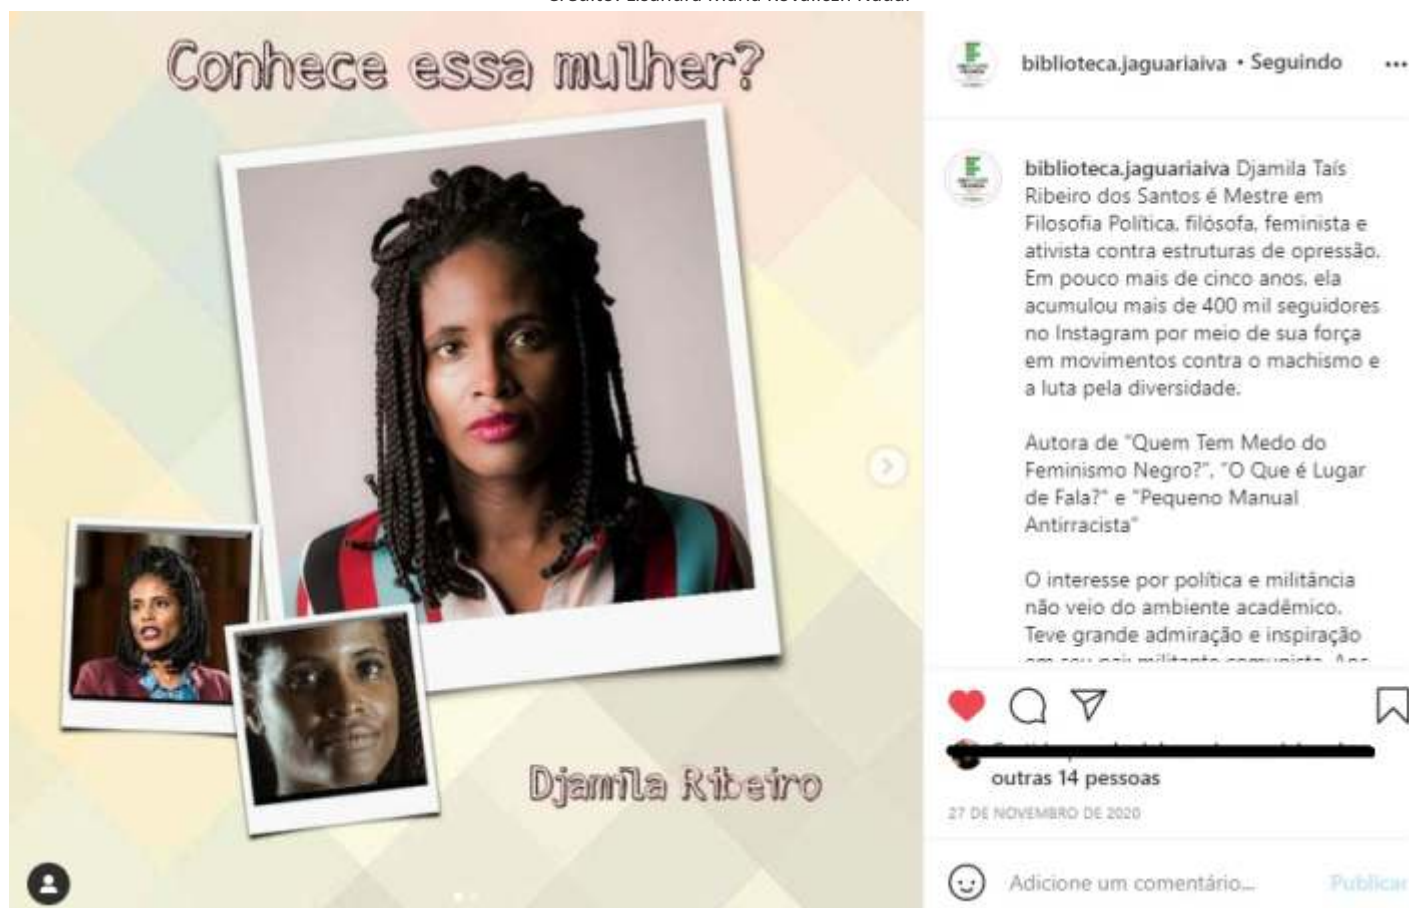 Conhece essa mulher?
Djamila Ribeiro
biblioteca.jaguariaiva • Seguindo
biblioteca.jaguariaiva Djamila Taís
Ribeiro dos Santos é Mestre em
Filosofia Política, filósofa, feminista e
ativista contra estruturas de opressão.
Em pouco mais de cinco anos, ela
acumulou mais de 400 mil seguidores
no Instagram por meio de sua força
em movimentos contra o machismo e
a luta pela diversidade.
Autora de "Quem Tem Medo do
Feminismo Negro?", "O Que é Lugar
de Fala?" e "Pequeno Manual
Antirracista"
O interesse por política e militância
não veio do ambiente acadêmico.
Teve grande admiração e inspiração
outras 14 pessoas
27 DE NOVEMBRO DE 2020
Adicione um comentário... Publicar